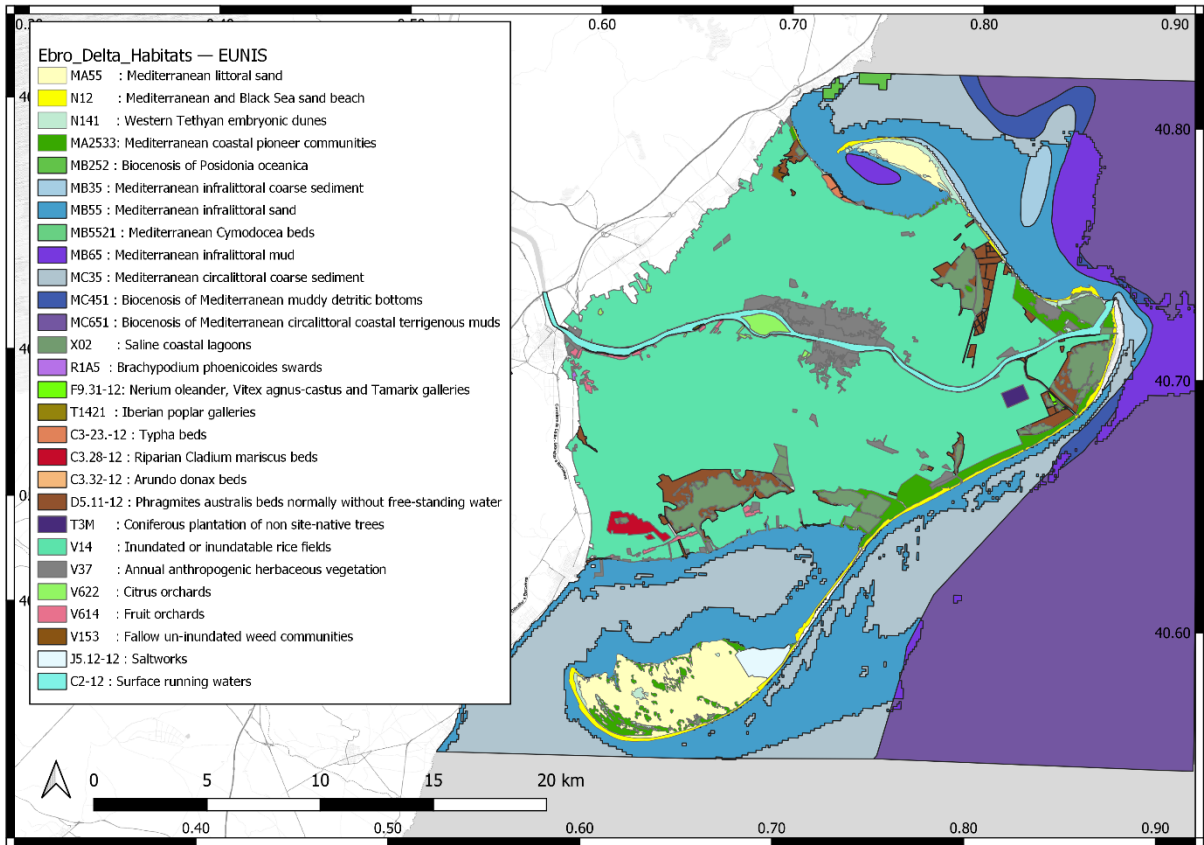 0.60 0.70 0.80 0.90
Ebro_Delta_Habitats — EUNIS
MA55 : Mediterranean littoral sand
N12 : Mediterranean and Black Sea sand beach
N141 : Western Tethyan embryonic dunes
MA2533: Mediterranean coastal pioneer communities
MB252 : Biocenosis of Posidonia oceanica
MB35 : Mediterranean infralittoral coarse sediment
MB55 : Mediterranean infralittoral sand
MB5521 : Mediterranean Cymodocea beds
MB65 : Mediterranean infralittoral mud
MC35 : Mediterranean circalittoral coarse sediment
MC451 : Biocenosis of Mediterranean muddy detritic bottoms
MC651 : Biocenosis of Mediterranean circalittoral coastal terrigenous muds
X02 : Saline coastal lagoons
R1A5 : Brachypodium phoenicoides swards
F9.31-12: Nerium oleander, Vitex agnus-castus and Tamarix galleries
T1421 : Iberian poplar galleries
C3-23.-12 : Typha beds
C3.28-12 : Riparian Cladium mariscus beds
C3.32-12 : Arundo donax beds
D5.11-12 : Phragmites australis beds normally without free-standing water
T3M : Coniferous plantation of non site-native trees
V14 : Inundated or inundatable rice fields
V37 : Annual anthropogenic herbaceous vegetation
V622 : Citrus orchards
V614 : Fruit orchards
V153 : Fallow un-inundated weed communities
J5.12-12 : Saltworks
C2-12 : Surface running waters
40.80
40.70
40.60
0 5 10 15 20 km
0.40 0.50 0.60 0.70 0.80 0.90